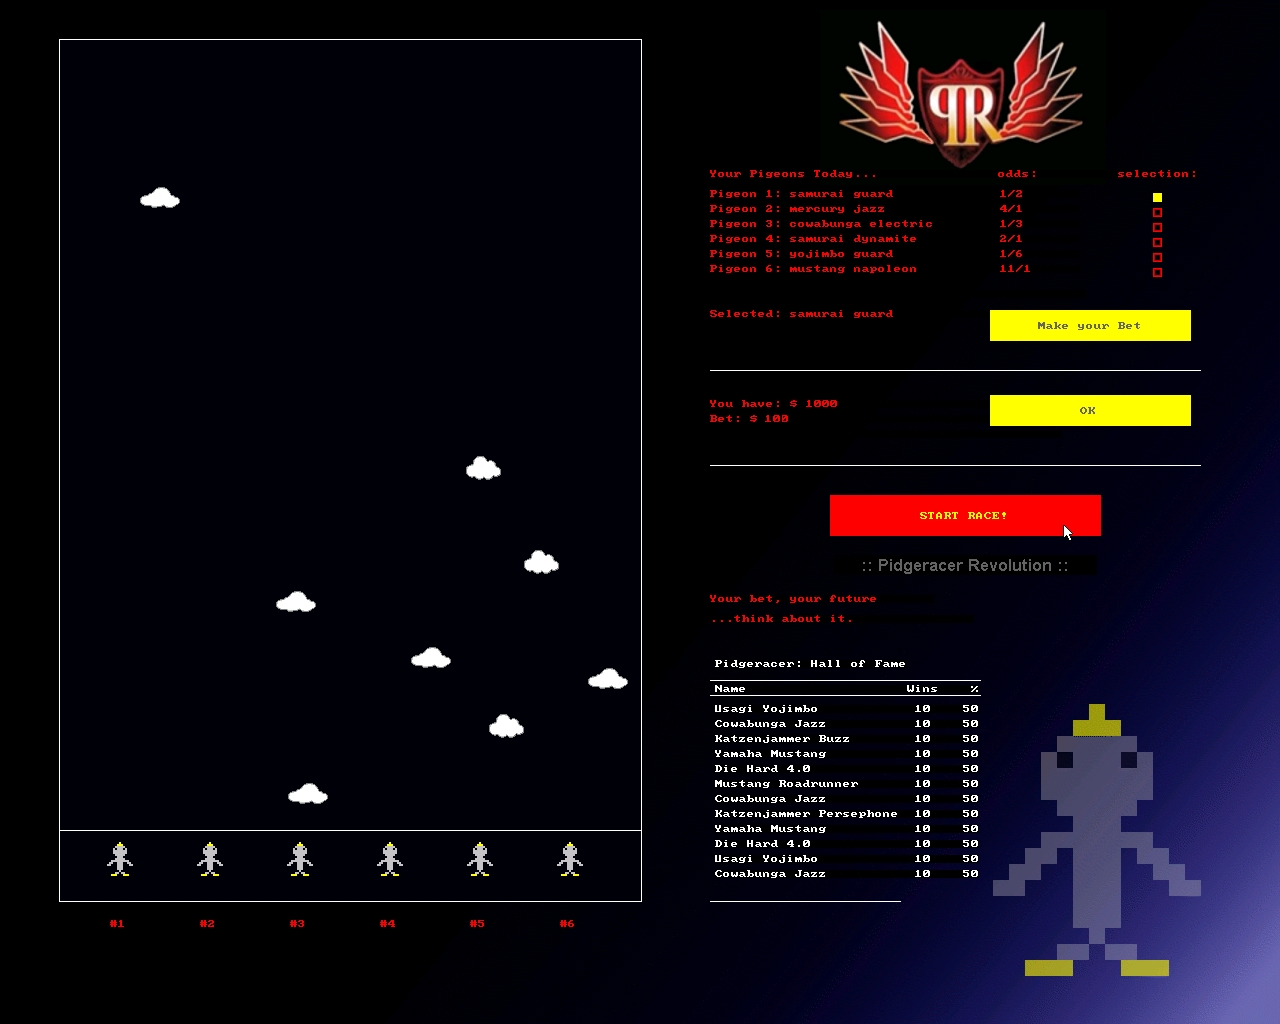 PR
Your Pigeons Today... odds: selection:
Pigeon 1: samurai guard 1/2
Pigeon 2: mercury jazz 4/1
Pigeon 3: cowabunga electric 1/3
Pigeon 4: samurai dynamite 2/1
Pigeon 5: yojimbo guard 1/6
Pigeon 6: mustang napoleon 11/1
Selected: samurai guard
Make your Bet
You have: $ 1000
Bet: $ 100
OK
START RACE!
:: Pidgeracer Revolution ::
Your bet, your future
...think about it.
Pidgeracer: Hall of Fame
Name Wins %
Usagi Yojimbo 10 50
Cowabunga Jazz 10 50
Katzenjammer Buzz 10 50
Yamaha Mustang 10 50
Die Hard 4.0 10 50
Mustang Roadrunner 10 50
Cowabunga Jazz 10 50
Katzenjammer Persephone 10 50
Yamaha Mustang 10 50
Die Hard 4.0 10 50
Usagi Yojimbo 10 50
Cowabunga Jazz 10 50
#1 #2 #3 #4 #5 #6